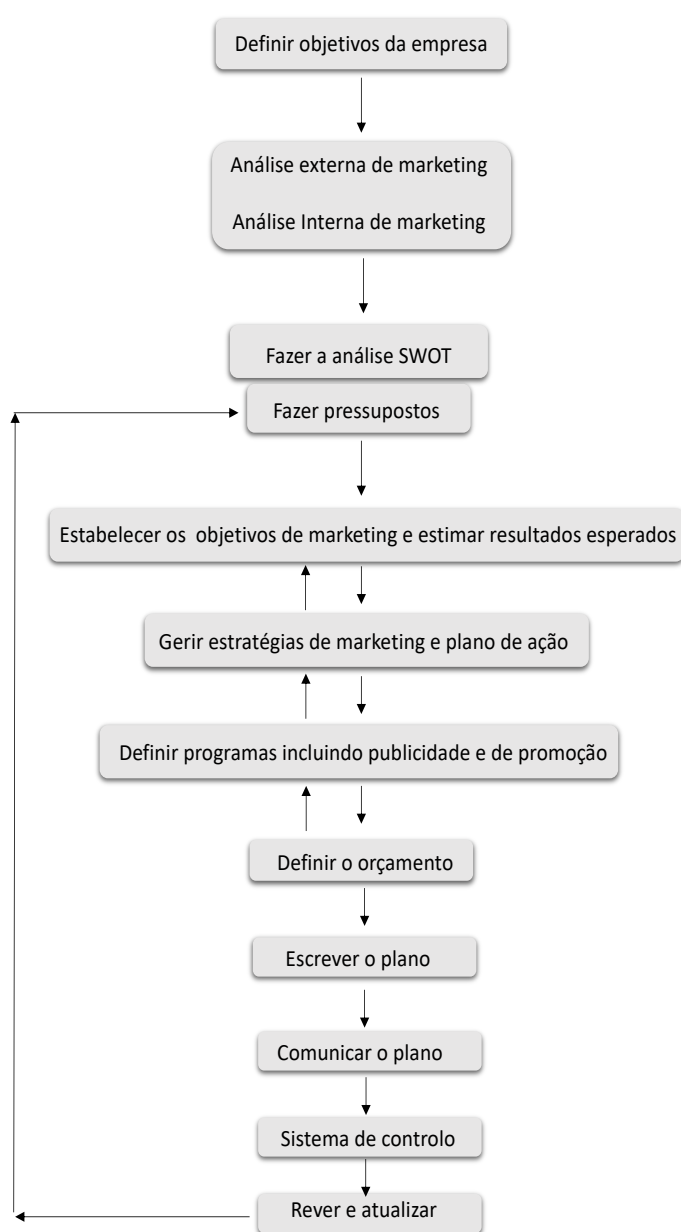 Definir objetivos da empresa
Análise externa de marketing
Análise Interna de marketing
Fazer a análise SWOT
Fazer pressupostos
Estabelecer os objetivos de marketing e estimar resultados esperados
Gerir estratégias de marketing e plano de ação
Definir programas incluindo publicidade e de promoção
Definir o orçamento
Escrever o plano
Comunicar o plano
Sistema de controlo
Rever e atualizar